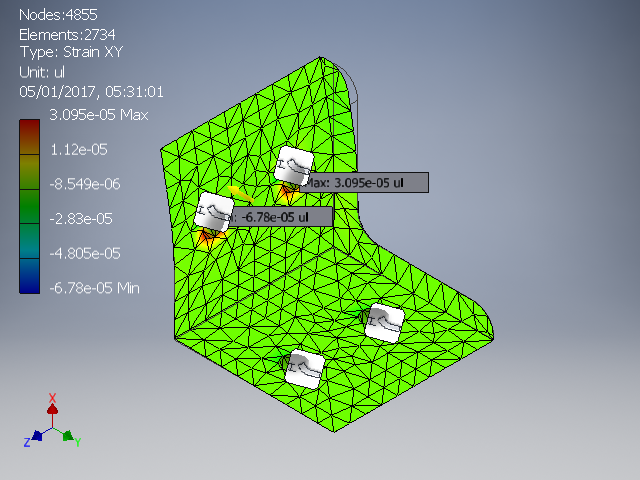 Nodes:4855
Elements:2734
Type: Strain XY
Unit: ul
05/01/2017, 05:31:01
3.095e-05 Max
1.12e-05
-8.549e-06
-2.83e-05
-4.805e-05
-6.78e-05 Min
Max: 3.095e-05 ul
: -6.78e-05 ul
X
Z
Y